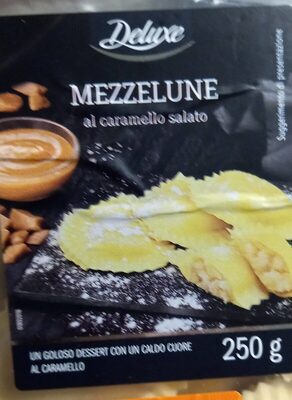 Deluxe
MEZZELUNE
al caramello salato
Suggerimento di presentazione
UN GOLOSO DESSERT CON UN CALDO CUORE
AL CARAMELLO
250 g